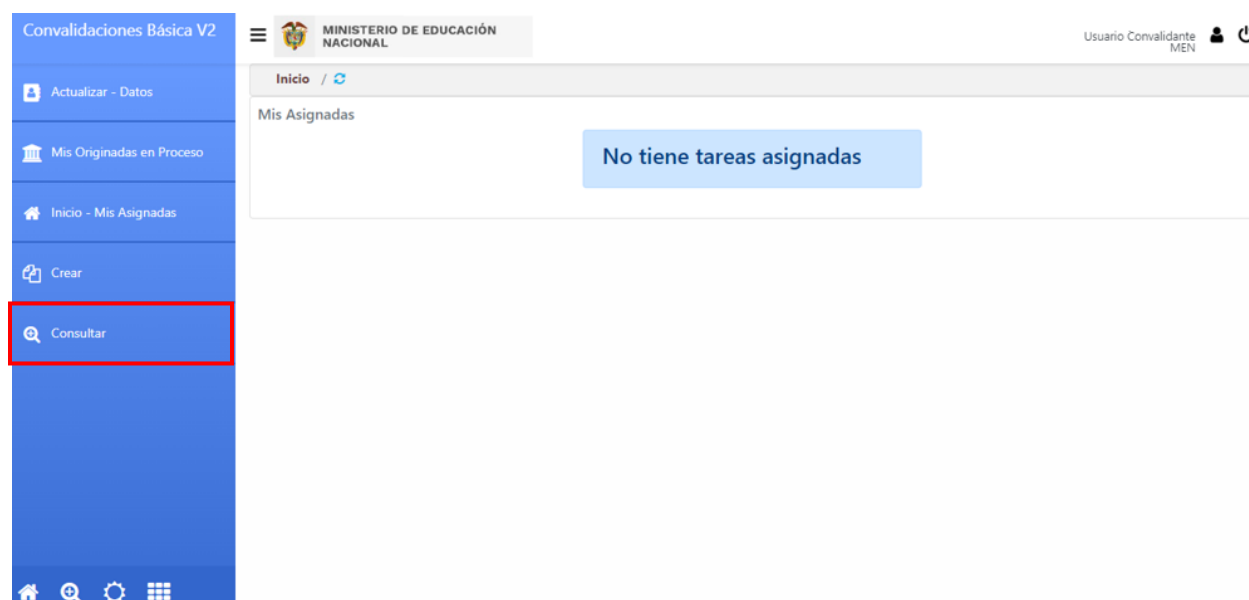 Convalidaciones Básica V2
Actualizar - Datos
Mis Originadas en Proceso
Inicio - Mis Asignadas
Crear
Consultar
MINISTERIO DE EDUCACIÓN
NACIONAL
Usuario Convalidante
MEN
Inicio /
Mis Asignadas
No tiene tareas asignadas